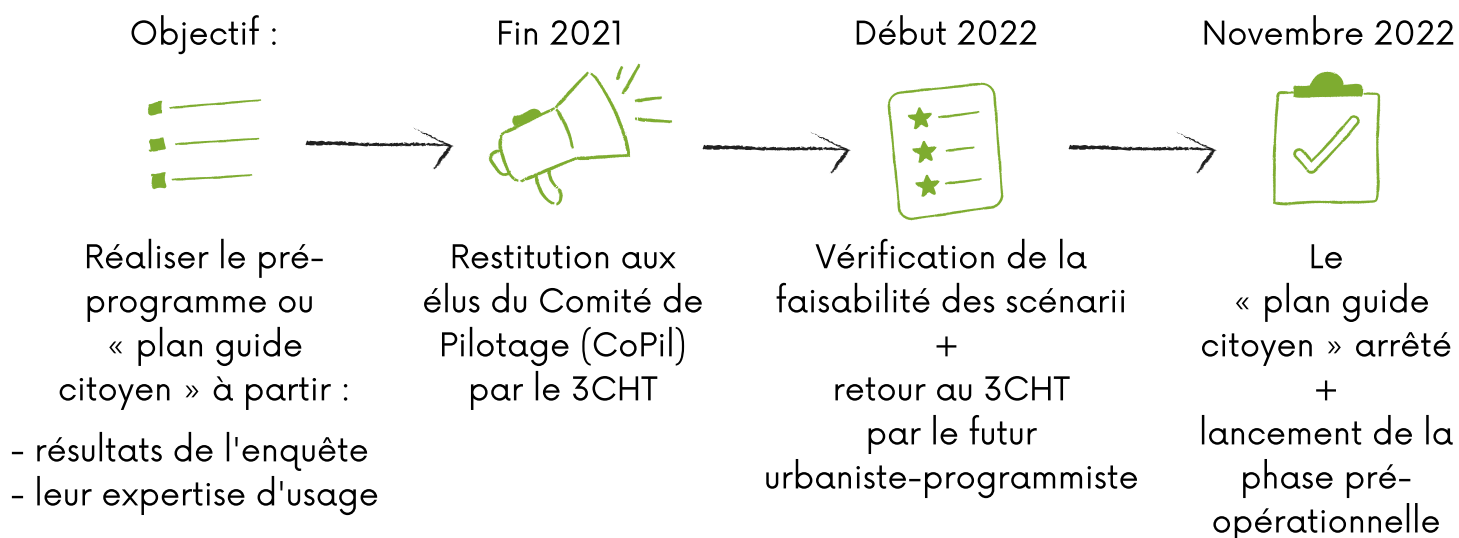 Objectif :
Réaliser le pré-
programme ou
« plan guide
citoyen » à partir :
- résultats de l'enquête
- leur expertise d'usage
Fin 2021
Restitution aux
élus du Comité de
Pilotage (CoPil)
par le 3CHT
Début 2022
Vérification de la
faisabilité des scénarii
+
retour au 3CHT
par le futur
urbaniste-programmiste
Novembre 2022
Le
« plan guide
citoyen » arrêté
+
lancement de la
phase pré-
opérationnelle